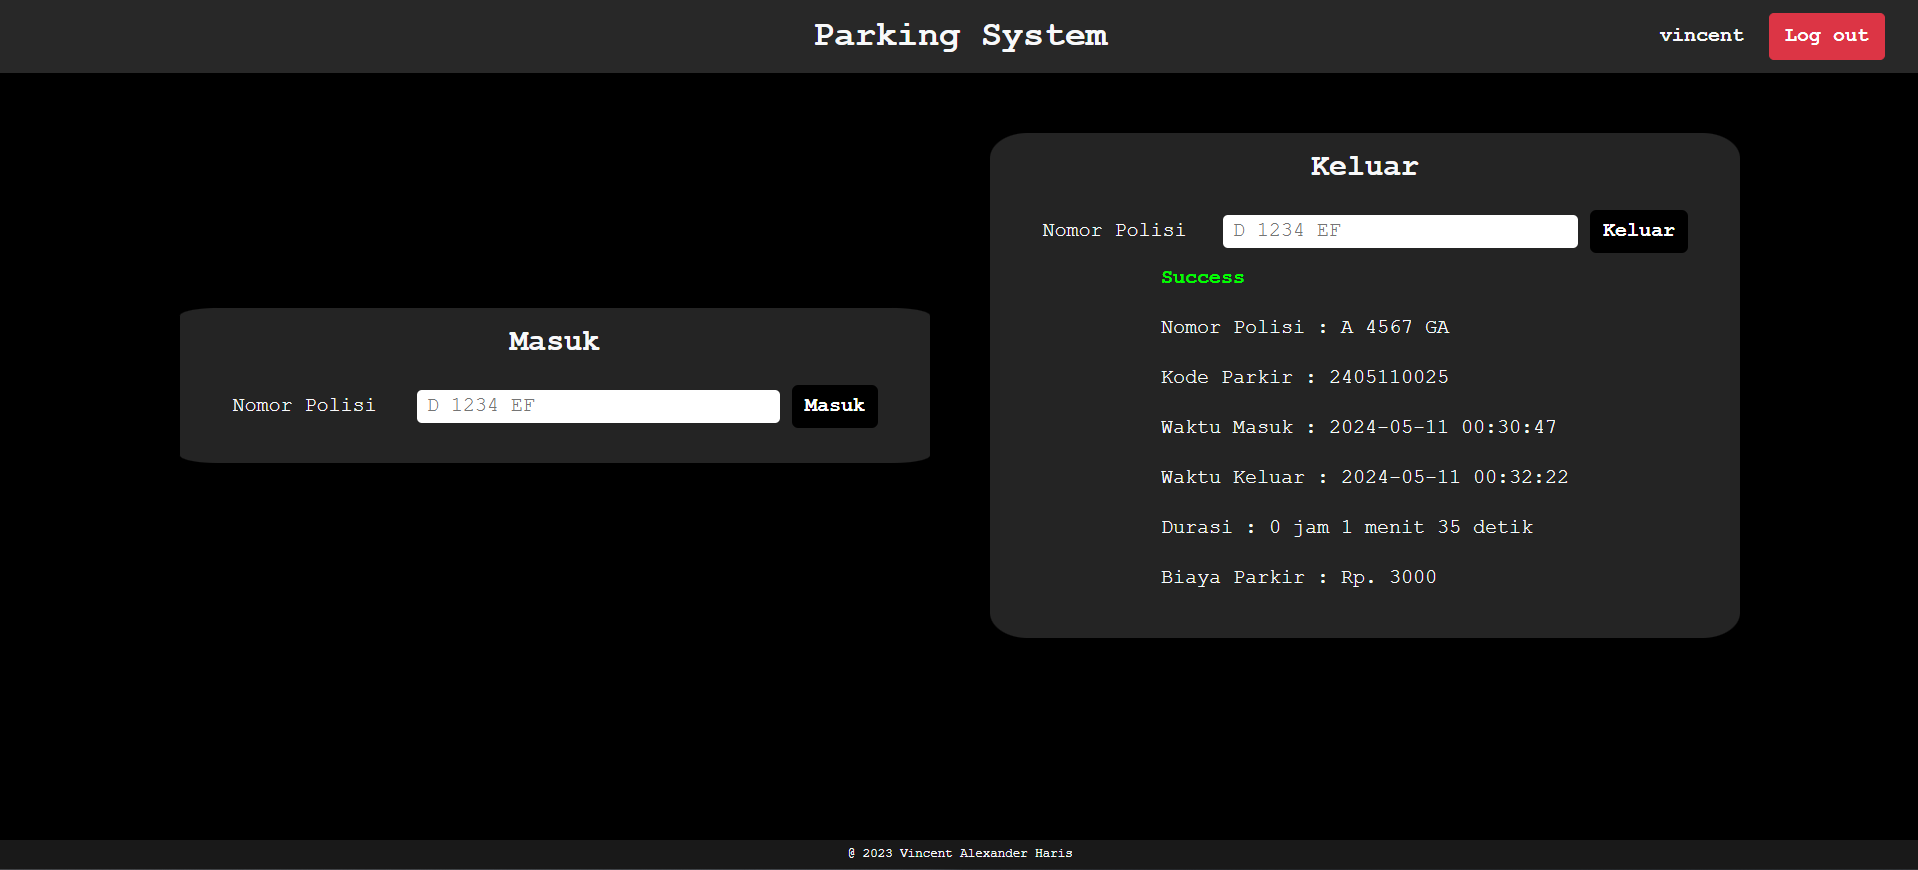 Parking System
vincent
Log out
Masuk
Nomor Polisi
D 1234 EF
Masuk
Keluar
Nomor Polisi
D 1234 EF
Keluar
Success
Nomor Polisi : A 4567 GA
Kode Parkir : 2405110025
Waktu Masuk : 2024-05-11 00:30:47
Waktu Keluar : 2024-05-11 00:32:22
Durasi : 0 jam 1 menit 35 detik
Biaya Parkir : Rp. 3000
@ 2023 Vincent Alexander Haris